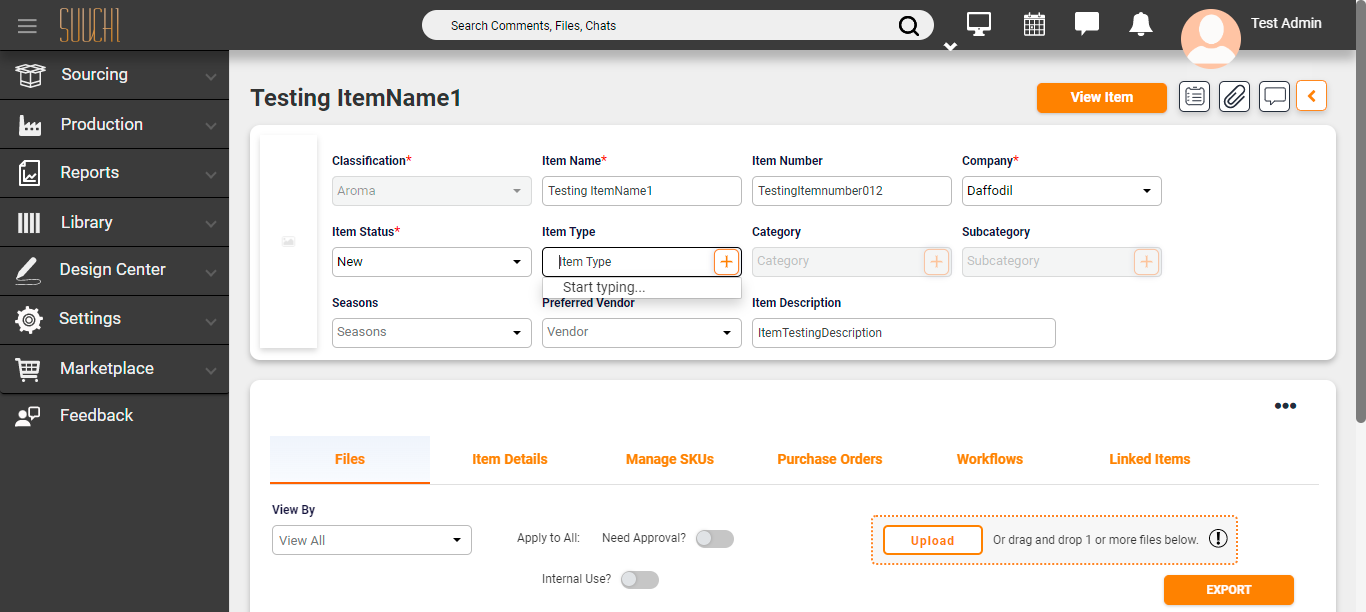 SUUCHI
Search Comments, Files, Chats
Test Admin
Sourcing
Production
Reports
Library
Design Center
Settings
Marketplace
Feedback
Testing ItemName1
View Item
Classification*
Item Name*
Item Number
Company*
Aroma
Testing ItemName1
TestingItemnumber012
Daffodil
Item Status*
Item Type
Category
Subcategory
New
Item Type
Category
Subcategory
Start typing...
Seasons
Preferred Vendor
Item Description
Seasons
Vendor
ItemTestingDescription
Files
Item Details
Manage SKUs
Purchase Orders
Workflows
Linked Items
View By
View All
Apply to All:
Need Approval?
Internal Use?
Upload
Or drag and drop 1 or more files below.
EXPORT